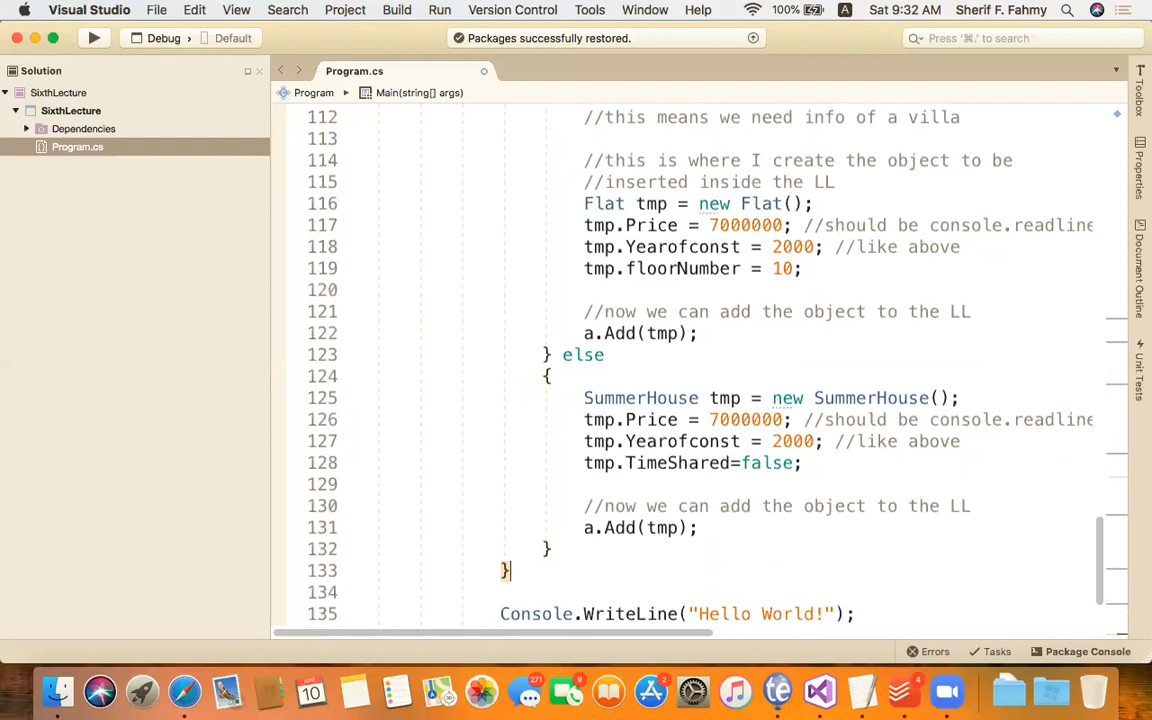 Visual Studio File Edit View Search Project Build Run Version Control Tools Window Help 100% A Sat 9:32 AM Sherif F. Fahmy
Debug Default Packages successfully restored. Press ‘⌘.’ to search
Solution
Program.cs
SixthLecture
Program Main(string[] args)
SixthLecture
Dependencies
Program.cs
112 //this means we need info of a villa
113
114 //this is where I create the object to be
115 //inserted inside the LL
116 Flat tmp = new Flat();
117 tmp.Price = 7000000; //should be console.readline
118 tmp.Yearofconst = 2000; //like above
119 tmp.floorNumber = 10;
120
121 //now we can add the object to the LL
122 a.Add(tmp);
123 } else
124 {
125 SummerHouse tmp = new SummerHouse();
126 tmp.Price = 7000000; //should be console.readline
127 tmp.Yearofconst = 2000; //like above
128 tmp.TimeShared=false;
129
130 //now we can add the object to the LL
131 a.Add(tmp);
132 }
133 }
134
135 Console.WriteLine("Hello World!");
Toolbox
Properties
Document Outline
Unit Tests
Errors Tasks Package Console
APR 10 271 9 2 4